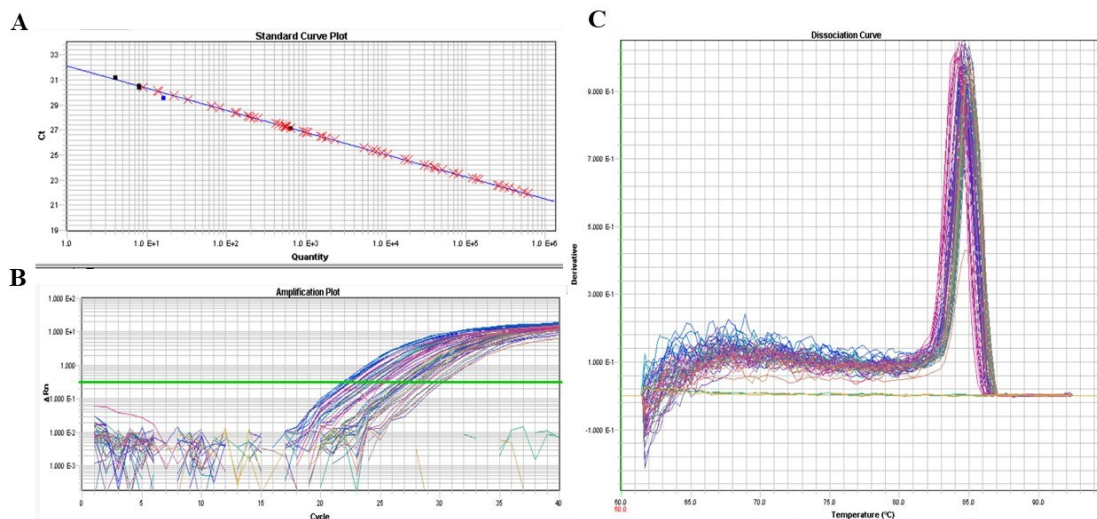 A
Standard Curve Plot
33
31
29
27
25
23
21
19
Ct
1.0
1.0 E+1
1.0 E+2
1.0 E+3
1.0 E+4
1.0 E+5
1.0 E+6
Quantity
B
Amplification Plot
1.000 E+2
1.000 E+1
1.000
1.000 E-1
1.000 E-2
1.000 E-3
Δ Rn
0
5
10
15
20
25
30
35
40
Cycle
C
Dissociation Curve
9.000 E-1
7.000 E-1
5.000 E-1
3.000 E-1
1.000 E-1
-1.000 E-1
Derivative
60.0
65.0
70.0
75.0
80.0
85.0
90.0
60.0
Temperature (°C)